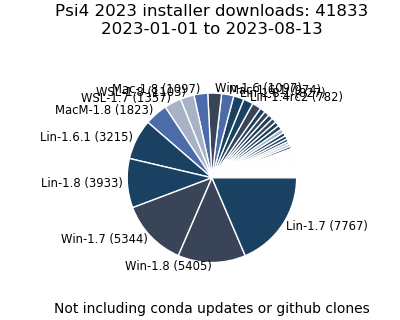 Psi4 2023 installer downloads: 41833
2023-01-01 to 2023-08-13
Mac-1.8 (1097)
Win-1.6 (1097)
WSL-1.7 (1357)
Lin-1.4rc2 (782)
MacM-1.8 (1823)
Lin-1.6.1 (3215)
Lin-1.8 (3933)
Lin-1.7 (7767)
Win-1.7 (5344)
Win-1.8 (5405)
Not including conda updates or github clones